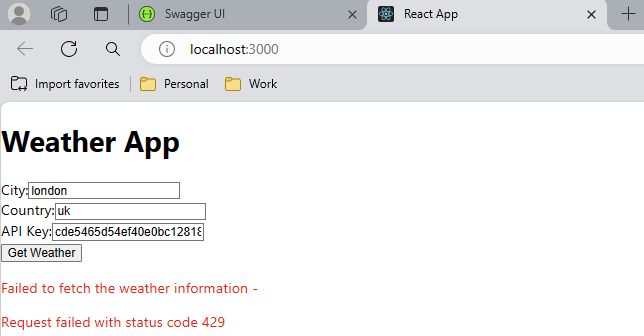 Swagger UI
React App
localhost:3000
Import favorites
Personal
Work
Weather App
City: london
Country: uk
API Key: cde5465d54ef40e0bc12818
Get Weather
Failed to fetch the weather information -
Request failed with status code 429